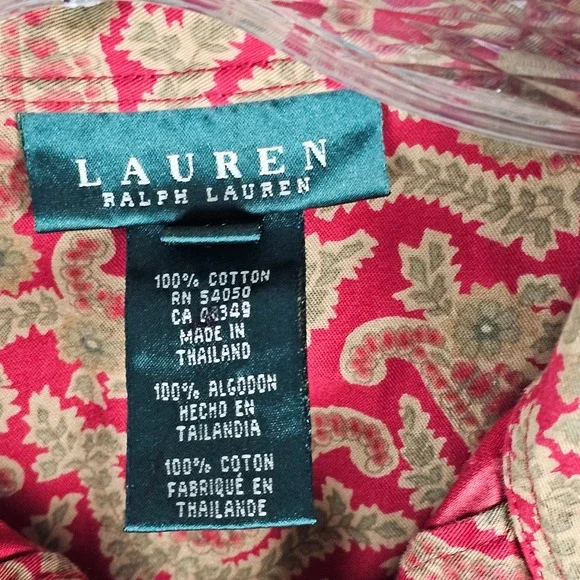 LAUREN
RALPH LAUREN
100% COTTON
RN 54050
CA
MADE IN
THAILAND
100% ALGODON
HECHO EN
TAILANDIA
100% COTON
FABRIQUÉ EN
THAILANDE